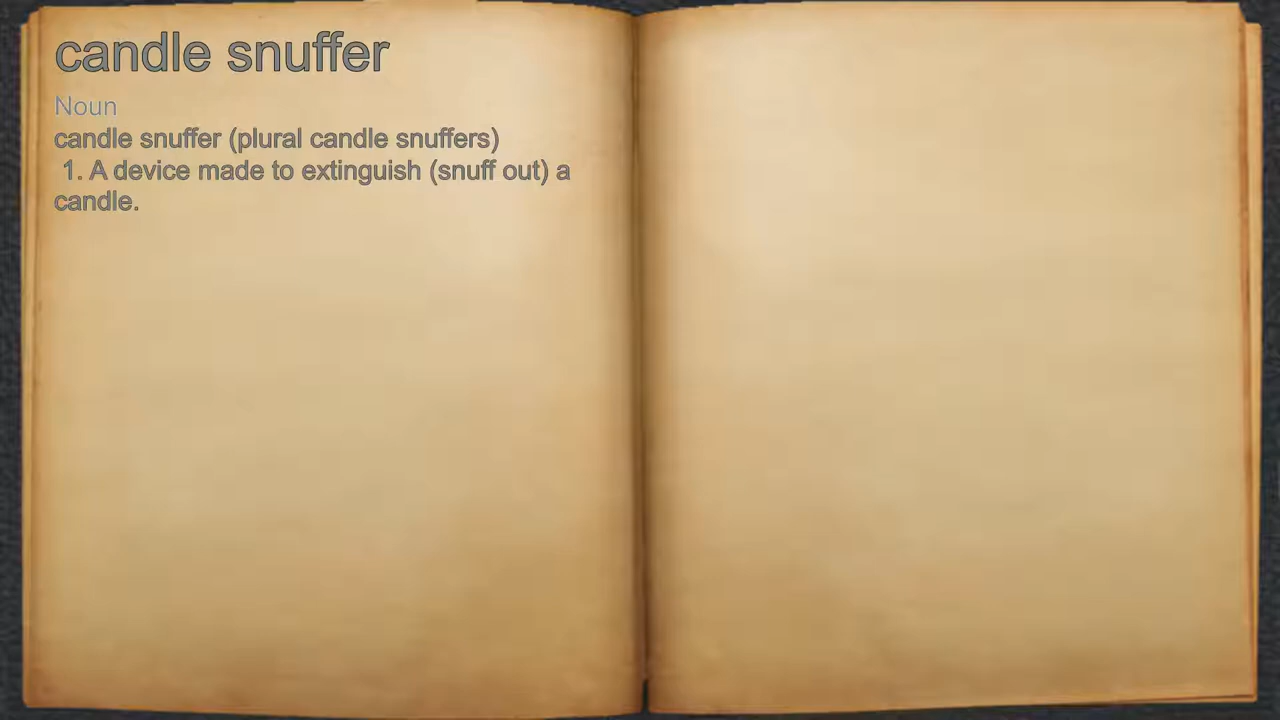 candle snuffer
Noun
candle snuffer (plural candle snuffers)
1. A device made to extinguish (snuff out) a
candle.